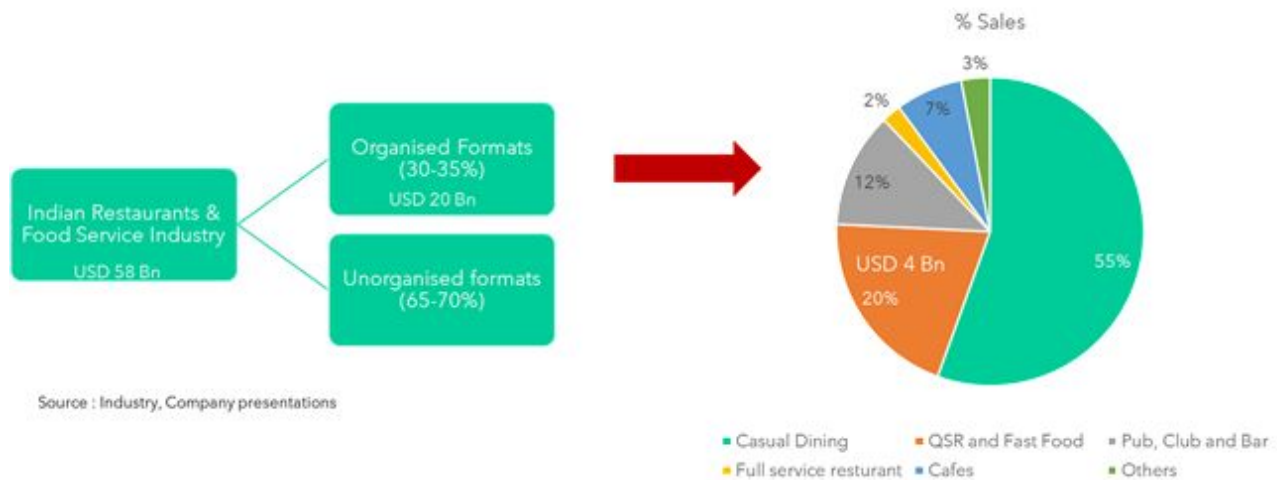 % Sales
3%
2%
7%
12%
55%
USD 4 Bn
20%
Indian Restaurants &
Food Service Industry
USD 58 Bn
Organised Formats
(30-35%)
USD 20 Bn
Unorganised formats
(65-70%)
Source : Industry, Company presentations
Casual Dining
QSR and Fast Food
Pub, Club and Bar
Full service resturant
Cafes
Others